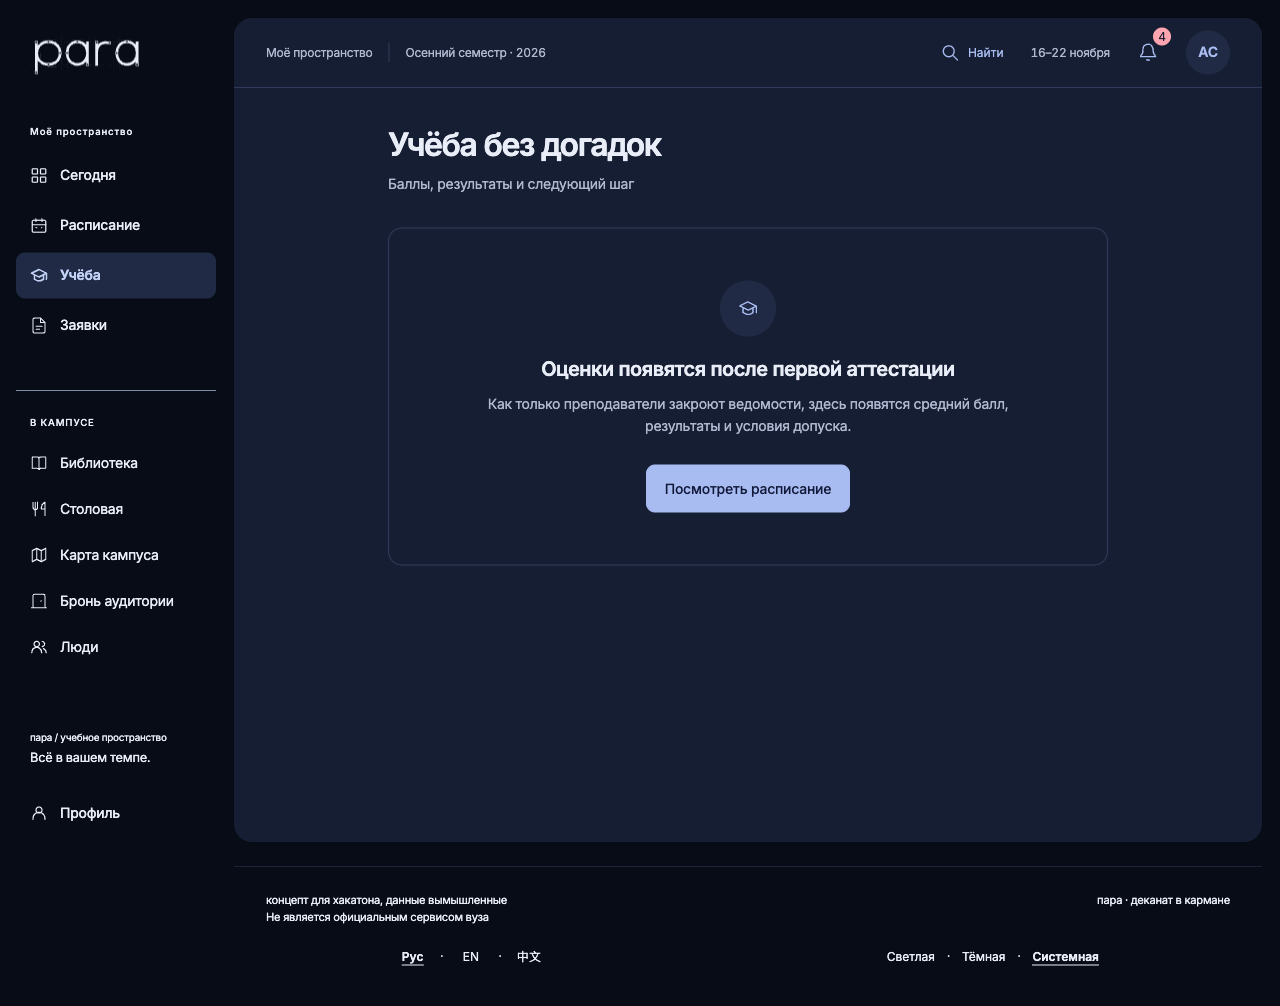 para
Моё пространство
Сегодня
Расписание
Учёба
Заявки
В КАМПУСЕ
Библиотека
Столовая
Карта кампуса
Бронь аудитории
Люди
пара / учебное пространство
Всё в вашем темпе.
Профиль
Моё пространство
Осенний семестр · 2026
Найти
16–22 ноября
4
АС
Учёба без догадок
Баллы, результаты и следующий шаг
Оценки появятся после первой аттестации
Как только преподаватели закроют ведомости, здесь появятся средний балл,
результаты и условия допуска.
Посмотреть расписание
концепт для хакатона, данные вымышленные
Не является официальным сервисом вуза
пара · деканат в кармане
Рус · EN · 中文
Светлая · Тёмная · Системная